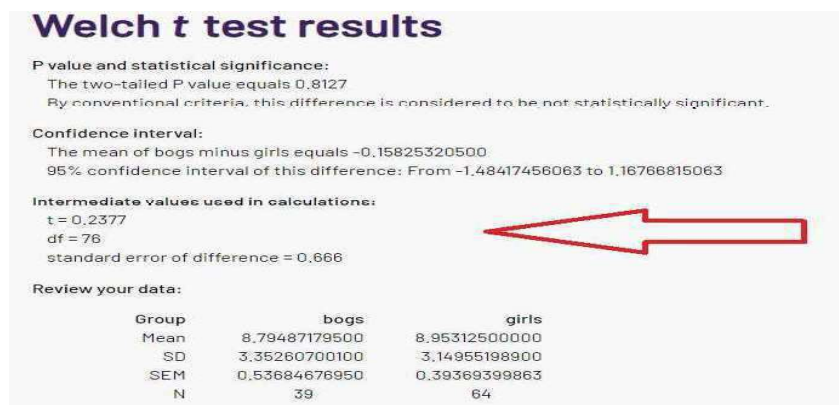 Welch t test results
P value and statistical significance:
The two-tailed P value equals 0.8127
By conventional criteria, this difference is considered to be not statistically significant.
Confidence interval:
The mean of bogs minus girls equals -0.15825320500
95% confidence interval of this difference: From -1.48417456063 to 1.16766815063
Intermediate values used in calculations:
t = 0.2377
df = 76
standard error of difference = 0.666
Review your data:
Group bogs girls
Mean 8.79487179500 8.95312500000
SD 3.35260700100 3.14955198900
SEM 0.53684676950 0.39369399863
N 39 64